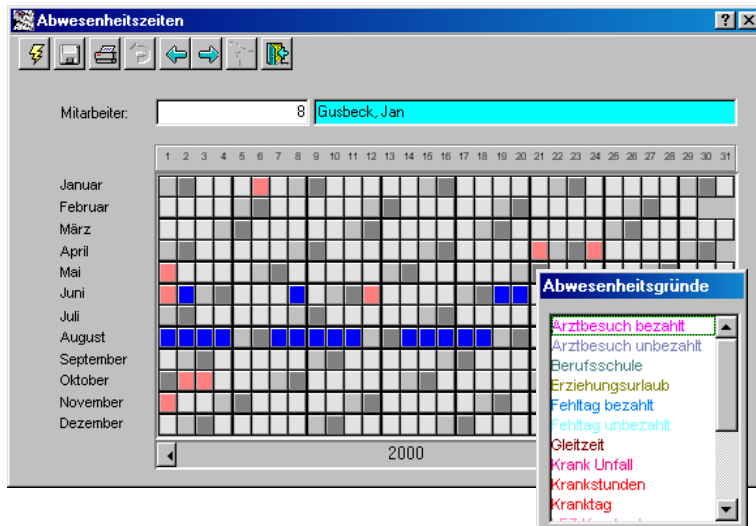 Abwesenheitszeiten
Mitarbeiter: 8 Gusbeck, Jan
1 2 3 4 5 6 7 8 9 10 11 12 13 14 15 16 17 18 19 20 21 22 23 24 25 26 27 28 29 30 31
Januar
Februar
März
April
Mai
Juni
Juli
August
September
Oktober
November
Dezember
2000
Abwesenheitsgründe
Arztbesuch bezahlt
Arztbesuch unbezahlt
Berufsschule
Erziehungsurlaub
Fehltag bezahlt
Fehltag unbezahlt
Gleitzeit
Krank Unfall
Krankstunden
Kranktag